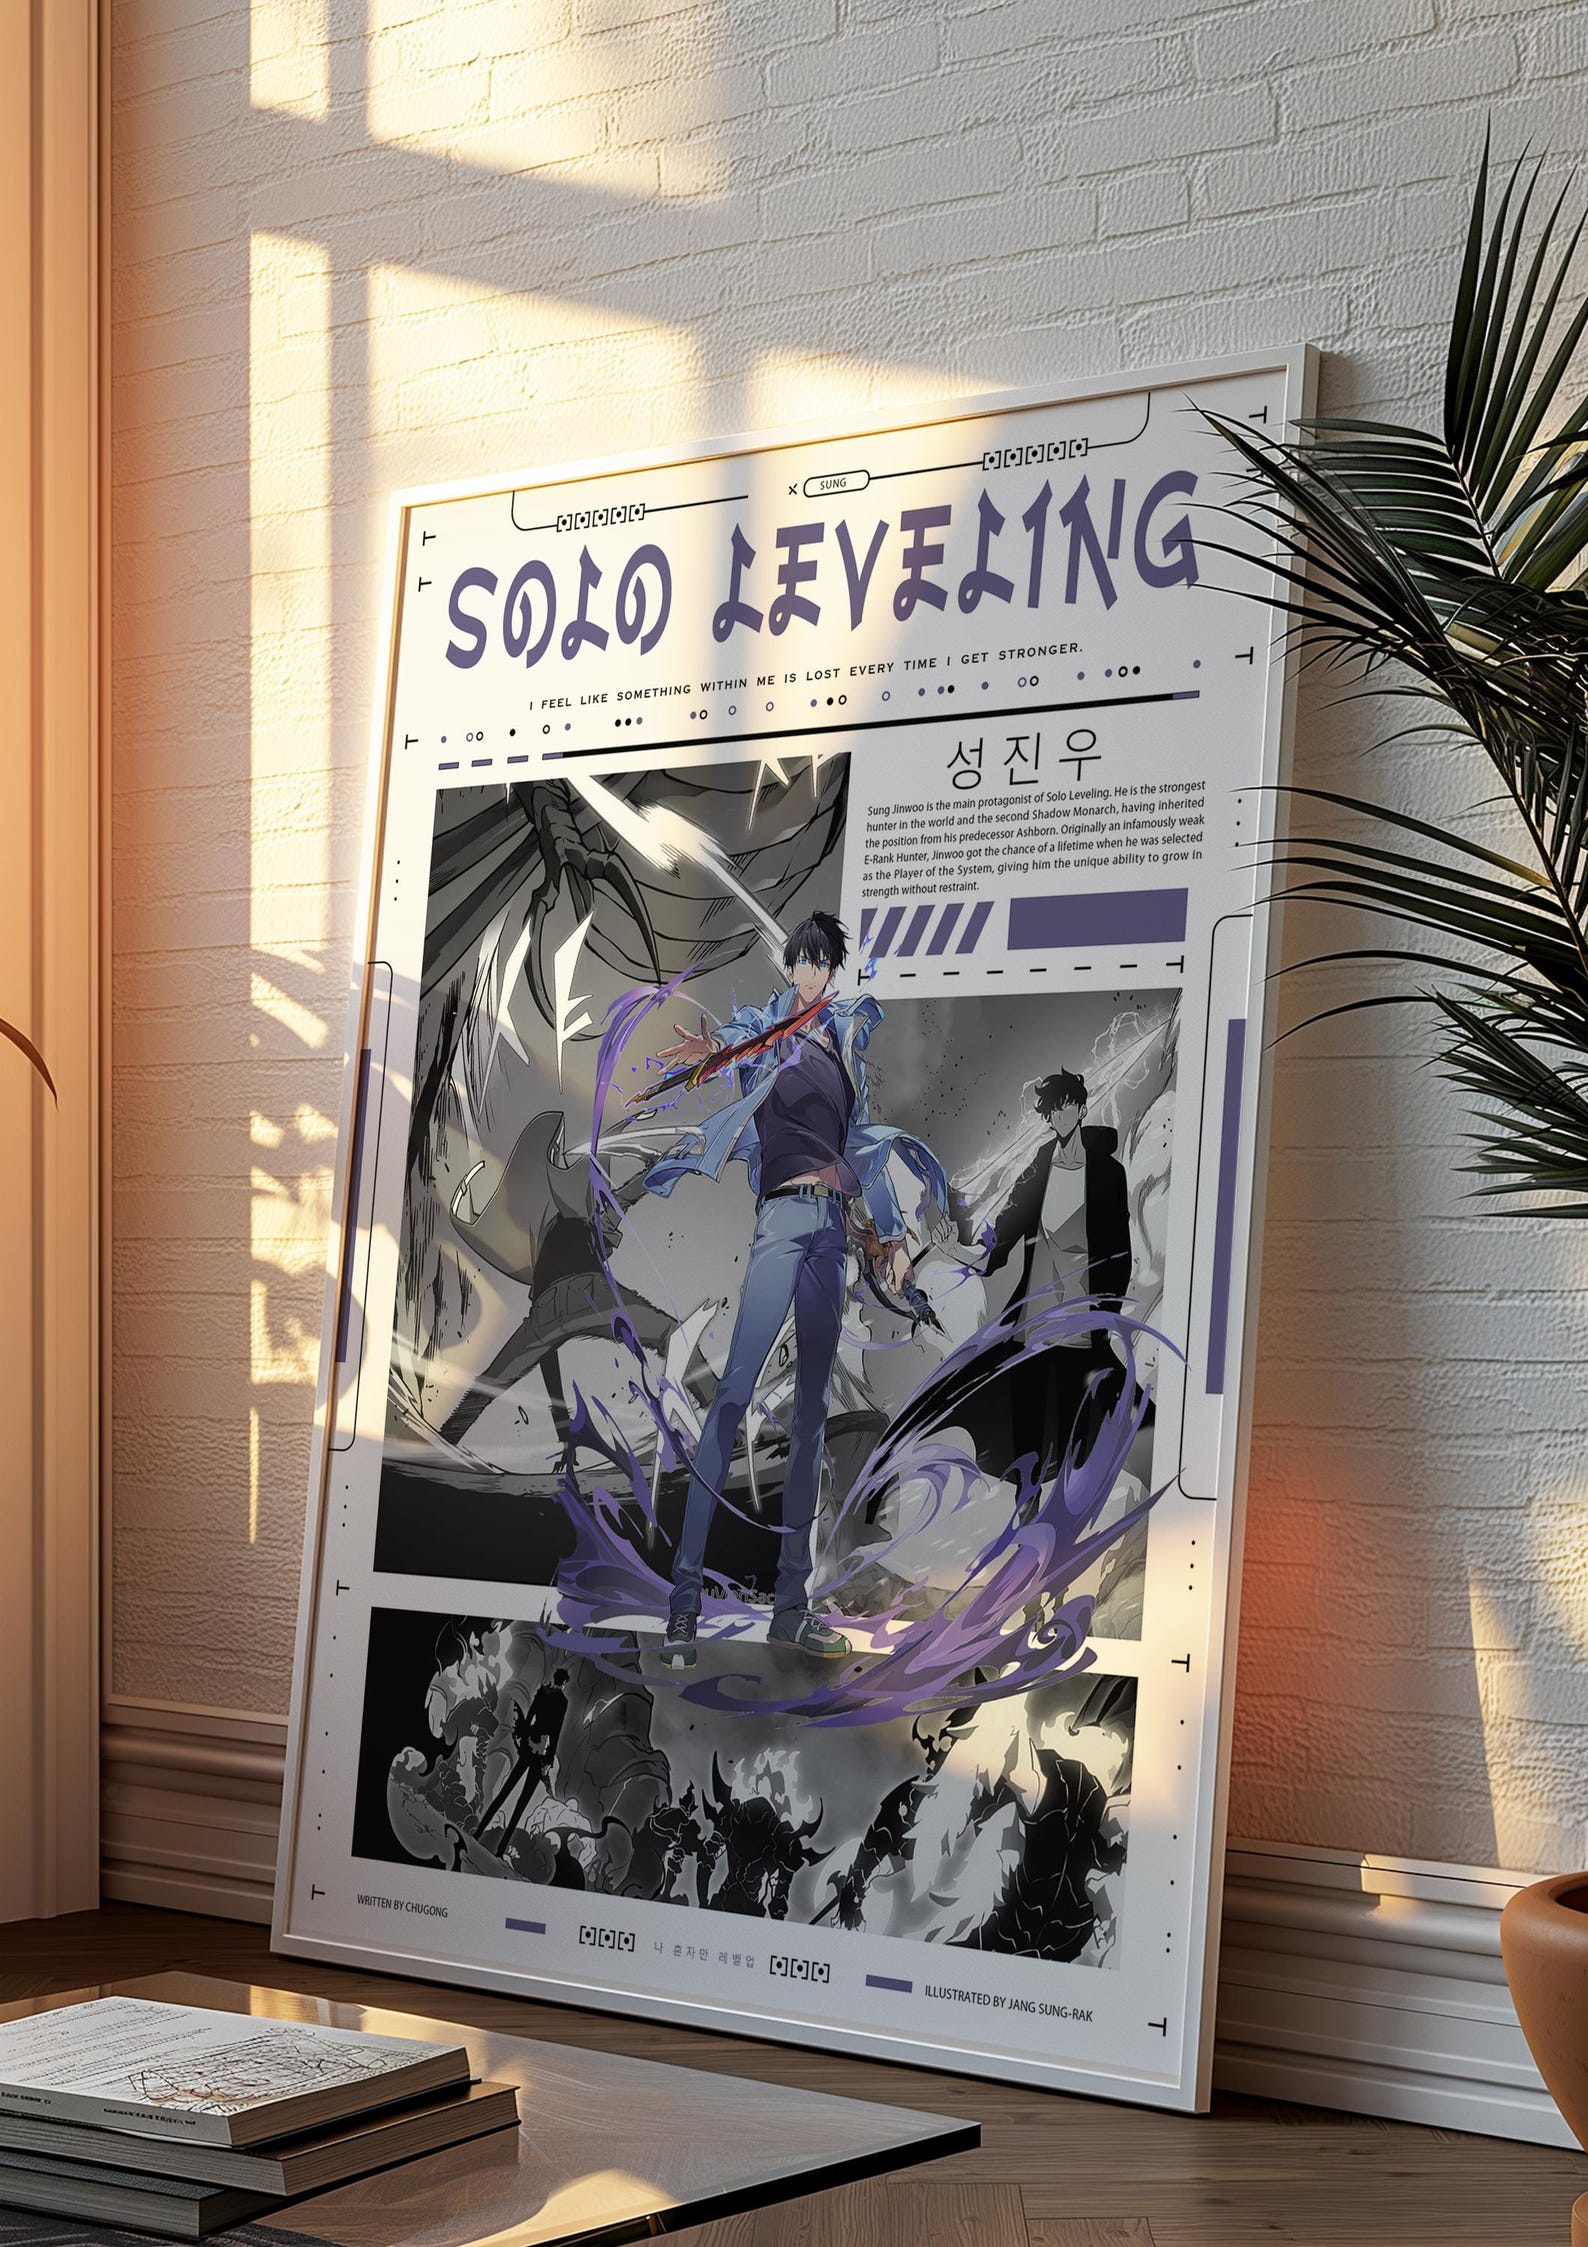 SUNG
SOLO LEVELING
I FEEL LIKE SOMETHING WITHIN ME IS LOST EVERY TIME I GET STRONGER.
성진우
Sung Jinwoo is the main protagonist of Solo Leveling. He is the strongest
hunter in the world and the second Shadow Monarch, having inherited
the position from his predecessor Ashborn. Originally an infamously weak
E-Rank Hunter, Jinwoo got the chance of a lifetime when he was selected
as the Player of the System, giving him the unique ability to grow in
strength without restraint.
WRITTEN BY CHUGONG
나 혼자만 레벨업
ILLUSTRATED BY JANG SUNG-RAK